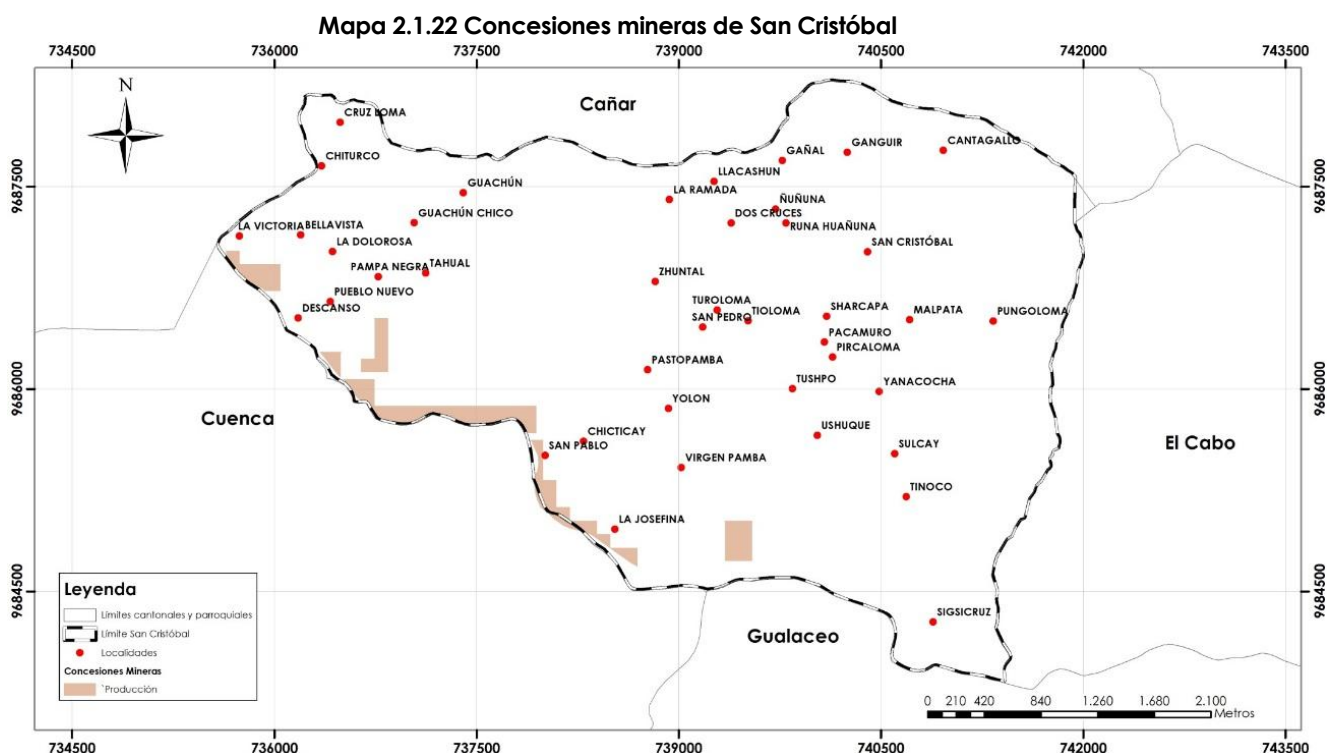 Mapa 2.1.22 Concesiones mineras de San Cristóbal
734500 736000 737500 739000 740500 742000 743500
N
Cañar
CRUZ LOMA
CHITURCO
GAÑAL
GANGUIR
CANTAGALLO
LLACASHUN
GUACHÚN
LA RAMADA
9687500
9687500
ÑUÑUNA
GUACHÚN CHICO
DOS CRUCES
RUNA HUAÑUNA
LA VICTORIA
BELLAVISTA
LA DOLOROSA
SAN CRISTÓBAL
PAMPA NEGRA
TAHUAL
ZHUNTAL
PUEBLO NUEVO
DESCANSO
TUROLOMA
TIOLOMA
SAN PEDRO
SHARCAPA
MALPATA
PUNGOLOMA
PACAMURO
PIRCALOMA
PASTOPAMBA
9686000
9686000
TUSHPO
YANACOCHA
YOLON
Cuenca
CHICTICAY
SAN PABLO
USHUQUE
El Cabo
SULCAY
VIRGEN PAMBA
TINOCO
LA JOSEFINA
9684500
9684500
SIGSICRUZ
Gualaceo
Leyenda
Límites cantonales y parroquiales
Límite San Cristóbal
Localidades
Concesiones Mineras
`Producción
0 210 420 840 1.260 1.680 2.100
Metros
734500 736000 737500 739000 740500 742000 743500